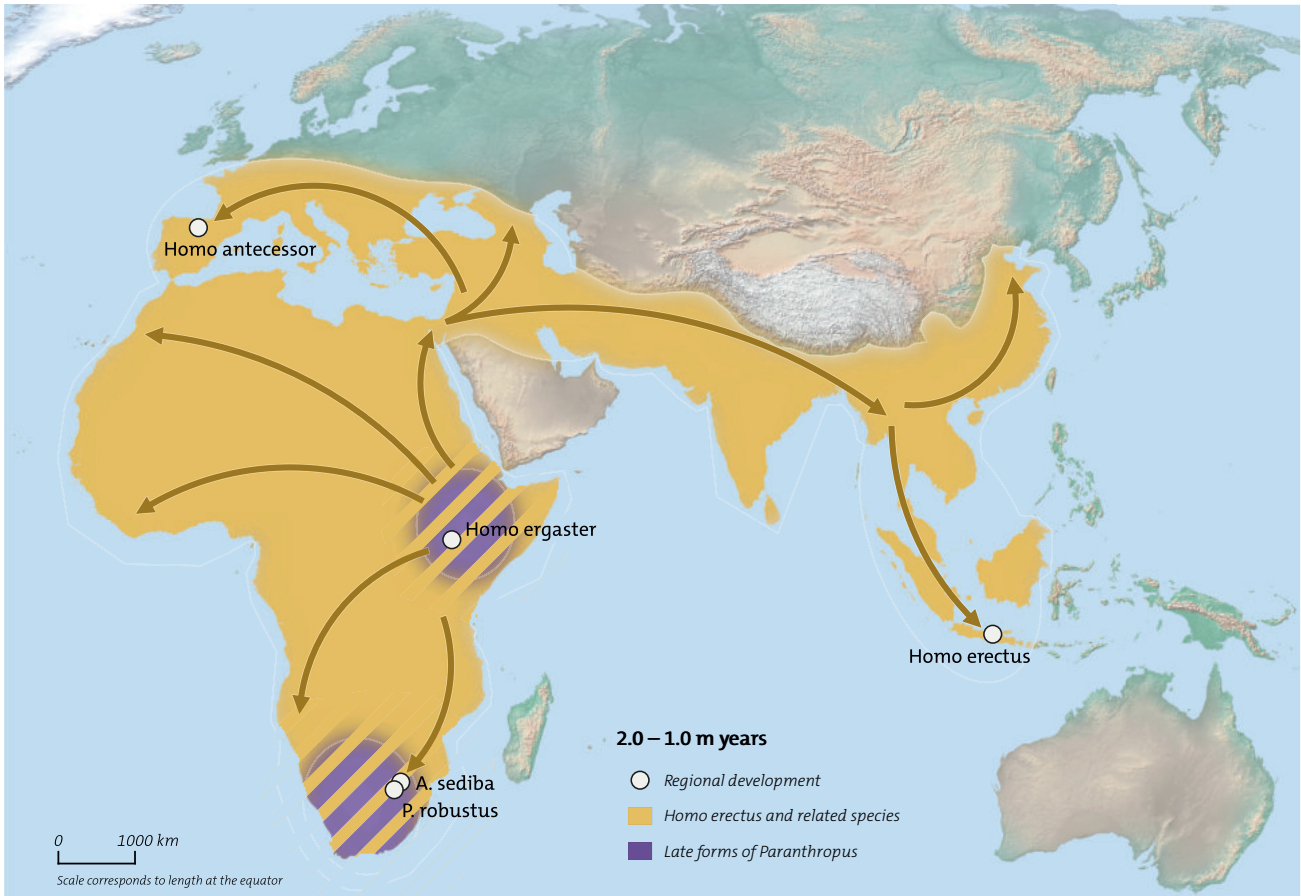 Homo antecessor
Homo ergaster
Homo erectus
A. sediba
P. robustus
2.0 – 1.0 m years
Regional development
Homo erectus and related species
Late forms of Paranthropus
0 1000 km
Scale corresponds to length at the equator